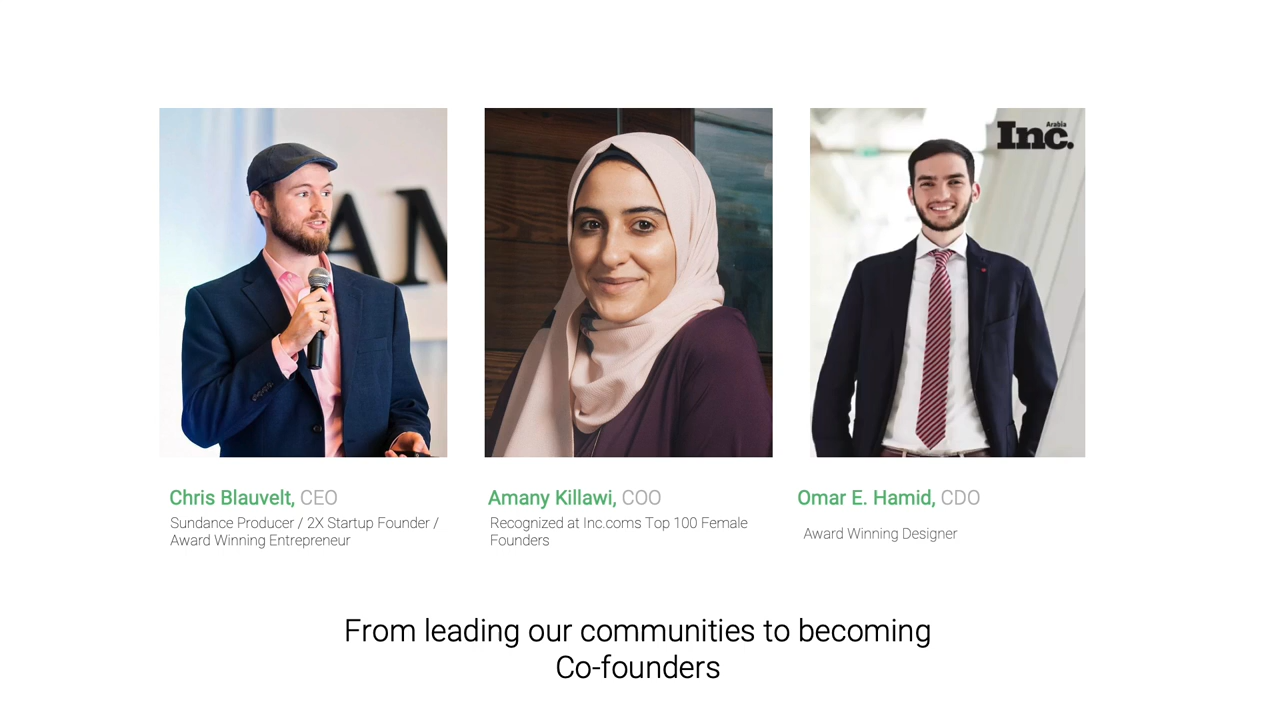 AM
Arabia
Inc.
Chris Blauvelt, CEO
Sundance Producer / 2X Startup Founder /
Award Winning Entrepreneur
Amany Killawi, COO
Recognized at Inc.coms Top 100 Female
Founders
Omar E. Hamid, CDO
Award Winning Designer
From leading our communities to becoming
Co-founders